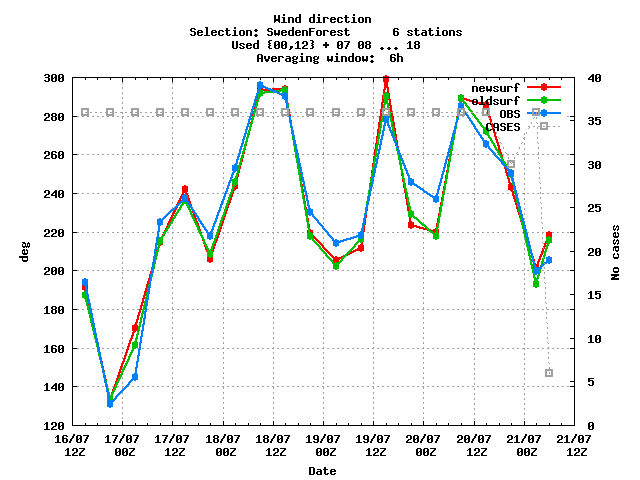 Wind direction
Selection: SwedenForest      6 stations
Used {00,12} + 07 08 ... 18
Averaging window:  6h
newsurf
oldsurf
OBS
CASES
300
280
260
240
220
200
180
160
140
120
deg
40
35
30
25
20
15
10
5
0
No cases
16/07 17/07 17/07 18/07 18/07 19/07 19/07 20/07 20/07 21/07 21/07
12Z 00Z 12Z 00Z 12Z 00Z 12Z 00Z 12Z 00Z 12Z
Date